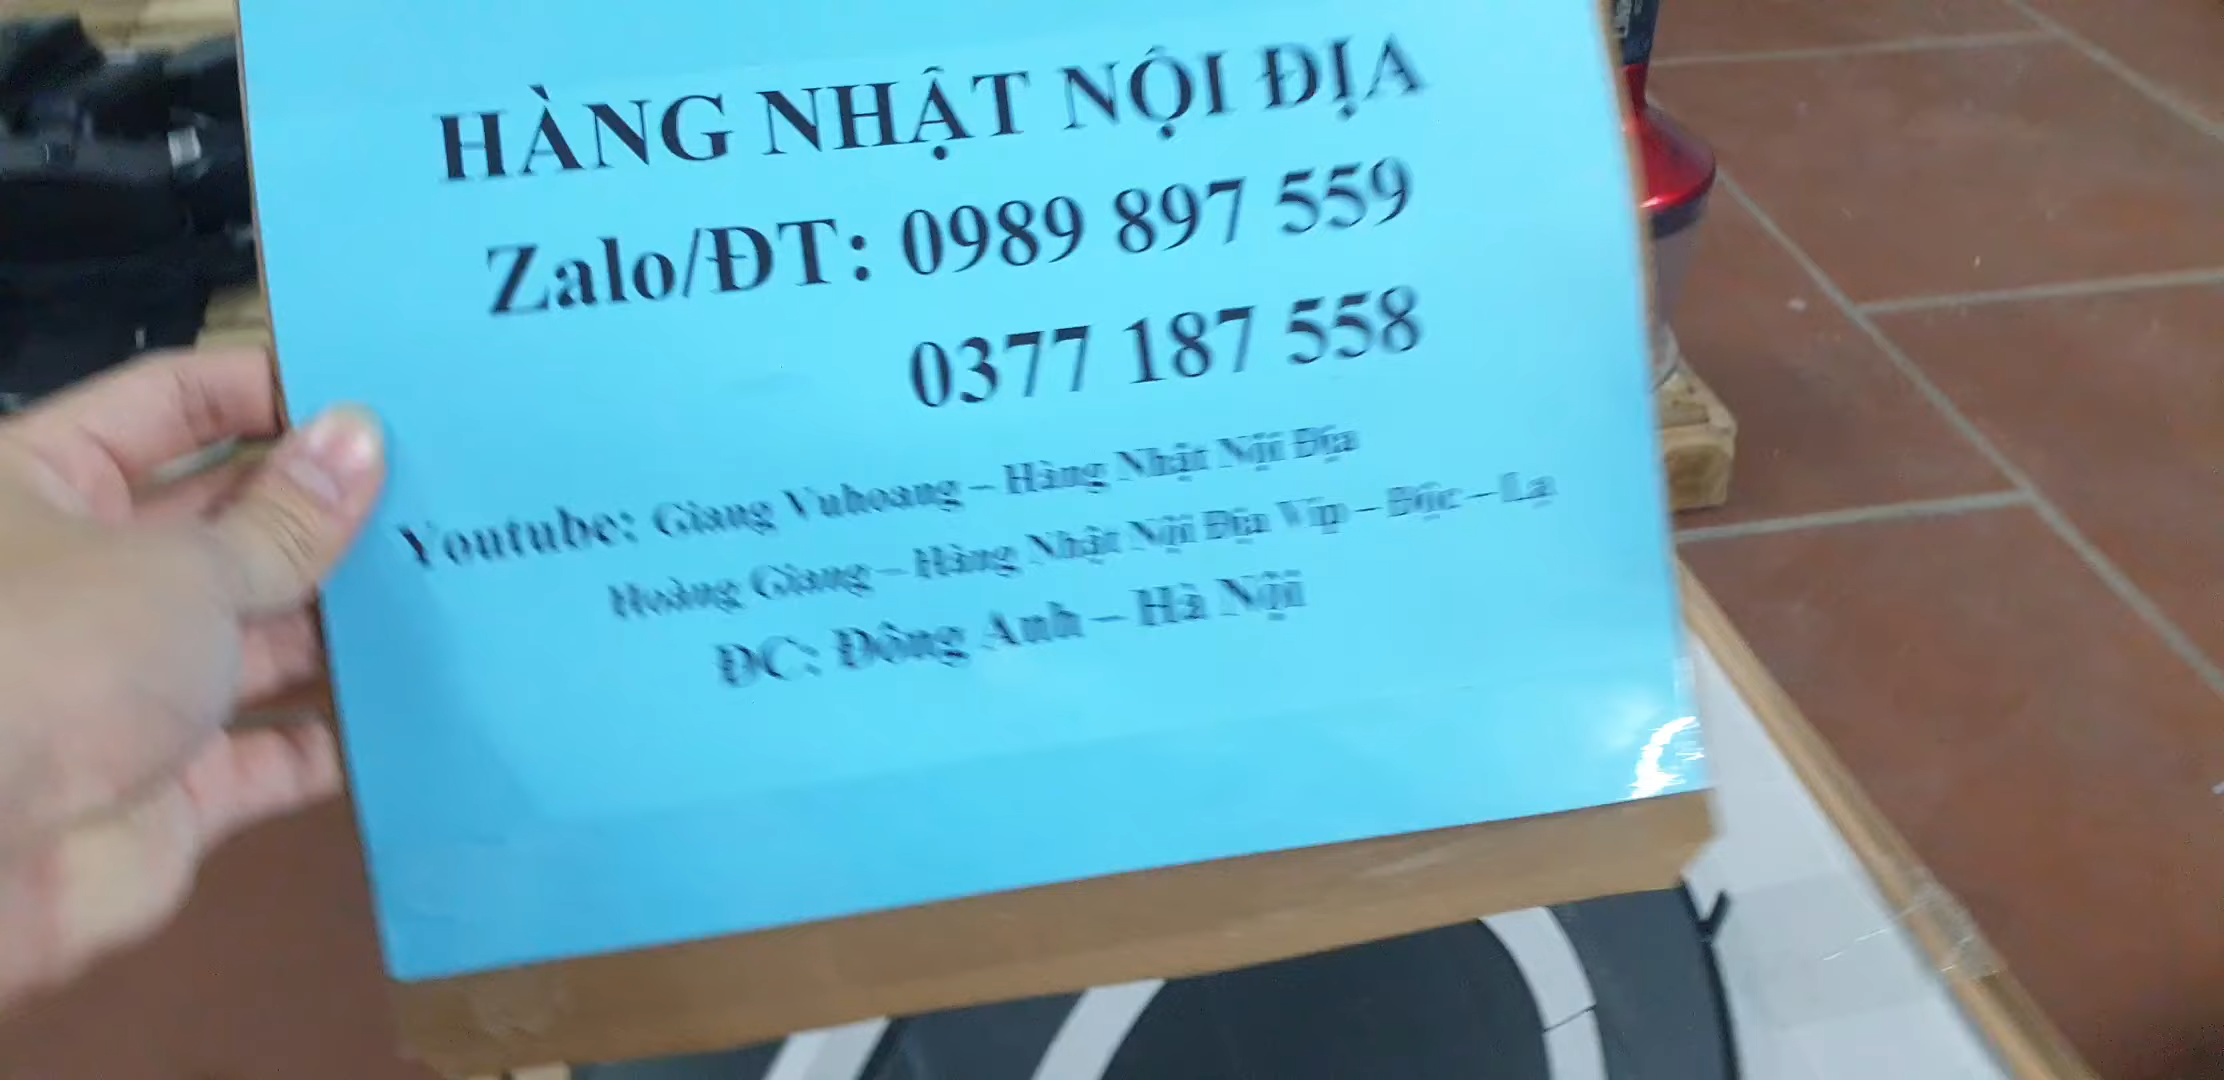 HÀNG NHẬT NỘI ĐỊA
Zalo/ĐT: 0989 897 559
0377 187 558
Youtube: Giang Vuhoang – Hàng Nhật Nội Địa
Hoàng Giang – Hàng Nhật Nội Địa Vip – Độc – Lạ
ĐC: Đông Anh – Hà Nội